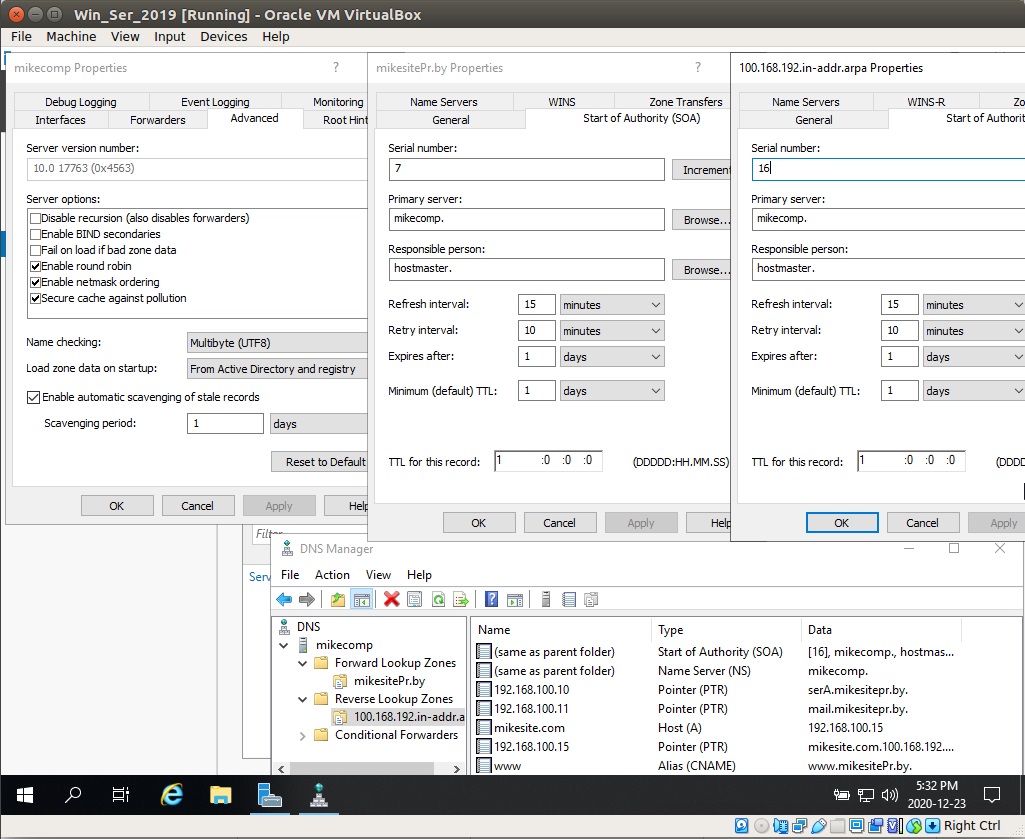 Win_Ser_2019 [Running] - Oracle VM VirtualBox
File Machine View Input Devices Help
mikecomp Properties ?
Debug Logging Event Logging Monitoring
Interfaces Forwarders Advanced Root Hint
Server version number:
10.0 17763 (0x4563)
Server options:
Disable recursion (also disables forwarders)
Enable BIND secondaries
Fail on load if bad zone data
Enable round robin
Enable netmask ordering
Secure cache against pollution
Name checking: Multibyte (UTF8)
Load zone data on startup: From Active Directory and registry
Enable automatic scavenging of stale records
Scavenging period: 1 days
Reset to Default
OK Cancel Apply Help
mikesitePr.by Properties ?
Name Servers WINS Zone Transfers
General Start of Authority (SOA)
Serial number:
7 Increment
Primary server:
mikecomp. Browse...
Responsible person:
hostmaster. Browse...
Refresh interval: 15 minutes
Retry interval: 10 minutes
Expires after: 1 days
Minimum (default) TTL: 1 days
TTL for this record: 1 :0 :0 :0 (DDDDD:HH.MM.SS)
OK Cancel Apply Help
100.168.192.in-addr.arpa Properties
Name Servers WINS-R Zo
General Start of Authorit
Serial number:
16
Primary server:
mikecomp.
Responsible person:
hostmaster.
Refresh interval: 15 minutes
Retry interval: 10 minutes
Expires after: 1 days
Minimum (default) TTL: 1 days
TTL for this record: 1 :0 :0 :0 (DDDD
OK Cancel Apply
Filter
Serv
DNS Manager
File Action View Help
DNS
mikecomp
Forward Lookup Zones
mikesitePr.by
Reverse Lookup Zones
100.168.192.in-addr.a
Conditional Forwarders
Name Type Data
(same as parent folder) Start of Authority (SOA) [16], mikecomp., hostmas...
(same as parent folder) Name Server (NS) mikecomp.
192.168.100.10 Pointer (PTR) serA.mikesitepr.by.
192.168.100.11 Pointer (PTR) mail.mikesitepr.by.
mikesite.com Host (A) 192.168.100.15
192.168.100.15 Pointer (PTR) mikesite.com.100.168.192....
www Alias (CNAME) www.mikesitePr.by.
5:32 PM
2020-12-23
Right Ctrl